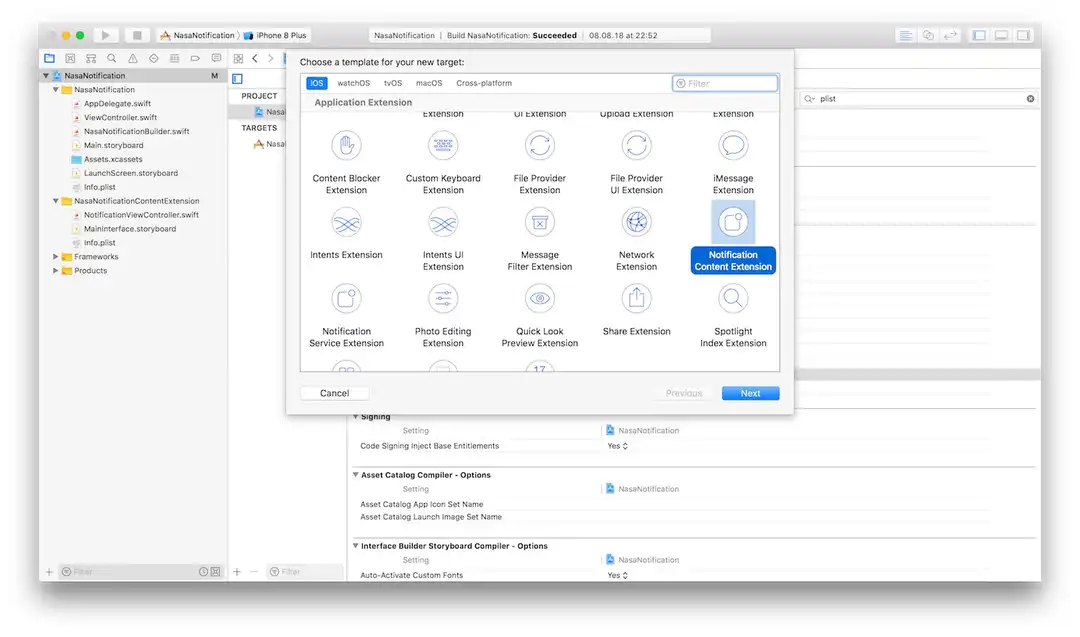 NasaNotification
iPhone 8 Plus
NasaNotification | Build NasaNotification: Succeeded | 08.08.18 at 22:52
NasaNotification M
NasaNotification
AppDelegate.swift
ViewController.swift
NasaNotificationBuilder.swift
Main.storyboard
Assets.xcassets
LaunchScreen.storyboard
Info.plist
NasaNotificationContentExtension
NotificationViewController.swift
MainInterface.storyboard
Info.plist
Frameworks
Products
Filter
PROJECT
Nasa
TARGETS
Nasa
Filter
plist
Choose a template for your new target:
iOS watchOS tvOS macOS Cross-platform
Filter
Application Extension
Extension UI Extension Upload Extension Extension
Content Blocker Extension
Custom Keyboard Extension
File Provider Extension
File Provider UI Extension
iMessage Extension
Intents Extension
Intents UI Extension
Message Filter Extension
Network Extension
Notification Content Extension
Notification Service Extension
Photo Editing Extension
Quick Look Preview Extension
Share Extension
Spotlight Index Extension
17
Cancel
Previous
Next
Signing
Setting NasaNotification
Code Signing Inject Base Entitlements Yes
Asset Catalog Compiler - Options
Setting NasaNotification
Asset Catalog App Icon Set Name
Asset Catalog Launch Image Set Name
Interface Builder Storyboard Compiler - Options
Setting NasaNotification
Auto-Activate Custom Fonts Yes